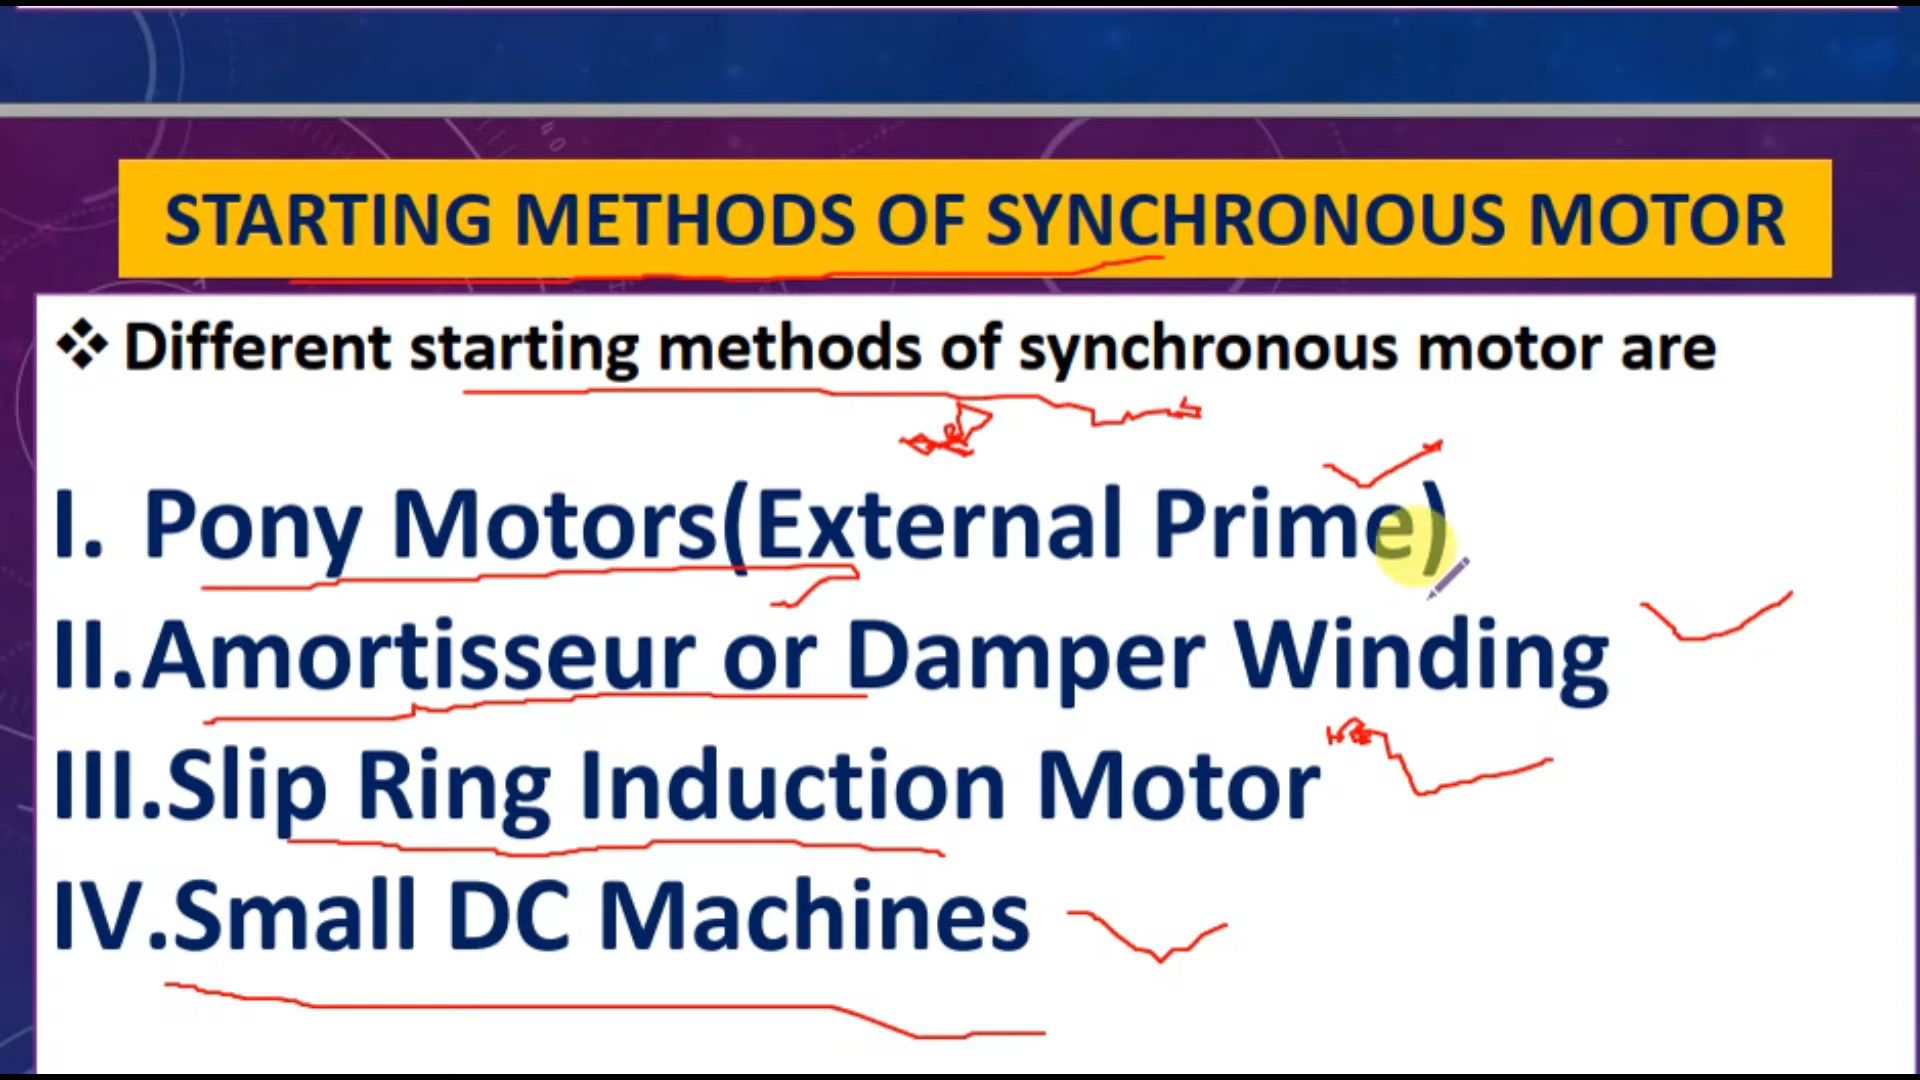 STARTING METHODS OF SYNCHRONOUS MOTOR
❖ Different starting methods of synchronous motor are
I. Pony Motors(External Prime)
II.Amortisseur or Damper Winding
III.Slip Ring Induction Motor
IV.Small DC Machines